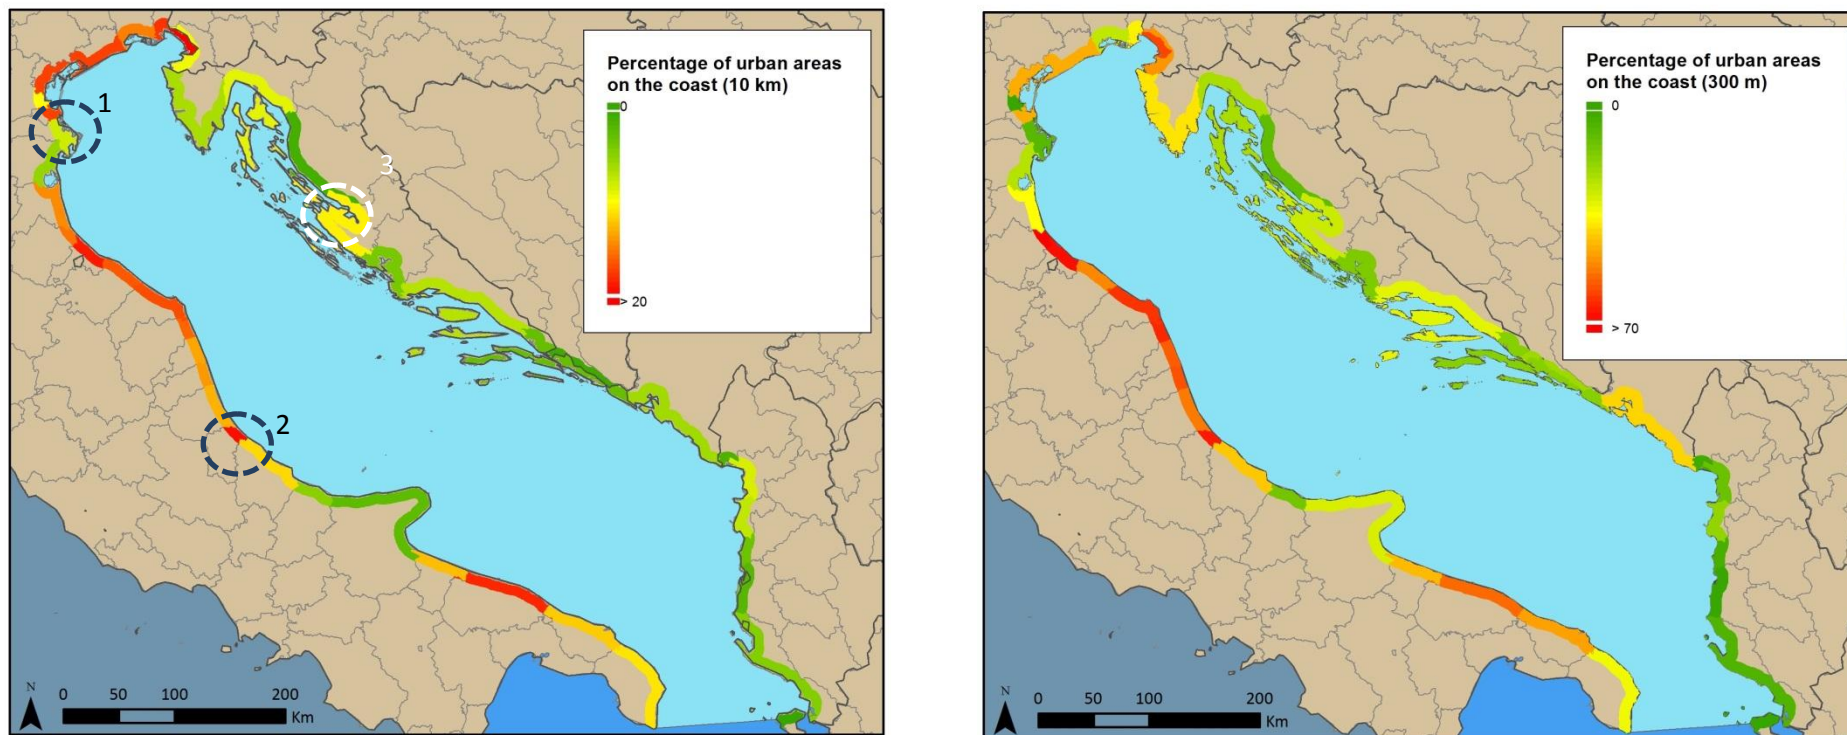 Percentage of urban areas
on the coast (10 km)
0
> 20
1
2
3
N
0 50 100 200
Km
Percentage of urban areas
on the coast (300 m)
0
> 70
N
0 50 100 200
Km